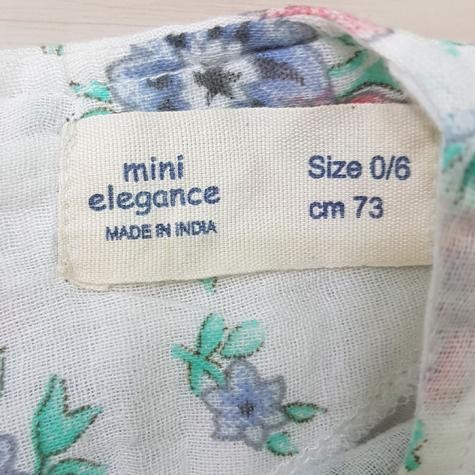 mini
elegance
MADE IN INDIA
Size 0/6
cm 73